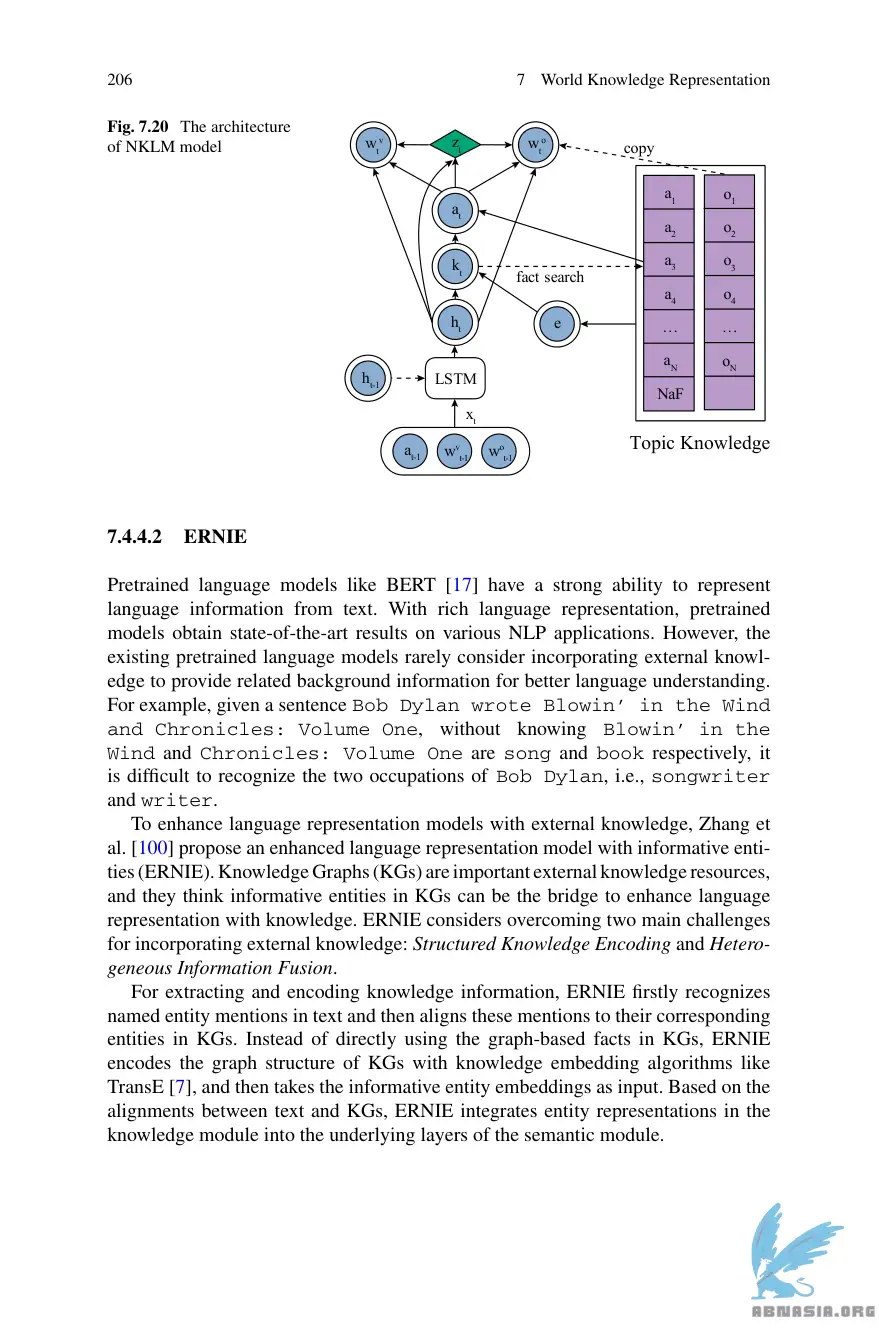 206
7 World Knowledge Representation
Fig. 7.20 The architecture
of NKLM model
w_t^v
z_t
w_t^o
copy
a_t
k_t
fact search
h_t
e
h_t-1
LSTM
x_t
a_t-1
w_t-1^v
w_t-1^o
a_1 o_1
a_2 o_2
a_3 o_3
a_4 o_4
... ...
a_N o_N
NaF
Topic Knowledge
7.4.4.2 ERNIE
Pretrained language models like BERT [17] have a strong ability to represent
language information from text. With rich language representation, pretrained
models obtain state-of-the-art results on various NLP applications. However, the
existing pretrained language models rarely consider incorporating external knowl-
edge to provide related background information for better language understanding.
For example, given a sentence Bob Dylan wrote Blowin’ in the Wind
and Chronicles: Volume One, without knowing Blowin’ in the
Wind and Chronicles: Volume One are song and book respectively, it
is difficult to recognize the two occupations of Bob Dylan, i.e., songwriter
and writer.
To enhance language representation models with external knowledge, Zhang et
al. [100] propose an enhanced language representation model with informative enti-
ties (ERNIE). Knowledge Graphs (KGs) are important external knowledge resources,
and they think informative entities in KGs can be the bridge to enhance language
representation with knowledge. ERNIE considers overcoming two main challenges
for incorporating external knowledge: Structured Knowledge Encoding and Hetero-
geneous Information Fusion.
For extracting and encoding knowledge information, ERNIE firstly recognizes
named entity mentions in text and then aligns these mentions to their corresponding
entities in KGs. Instead of directly using the graph-based facts in KGs, ERNIE
encodes the graph structure of KGs with knowledge embedding algorithms like
TransE [7], and then takes the informative entity embeddings as input. Based on the
alignments between text and KGs, ERNIE integrates entity representations in the
knowledge module into the underlying layers of the semantic module.
ABNASIA.ORG